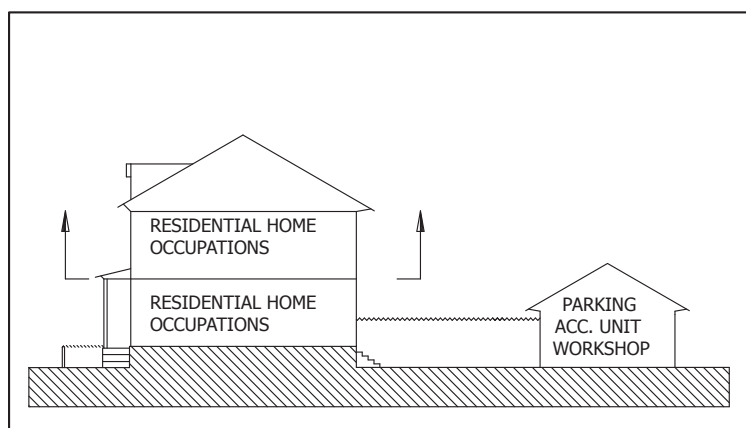 RESIDENTIAL HOME
OCCUPATIONS
RESIDENTIAL HOME
OCCUPATIONS
PARKING
ACC. UNIT
WORKSHOP